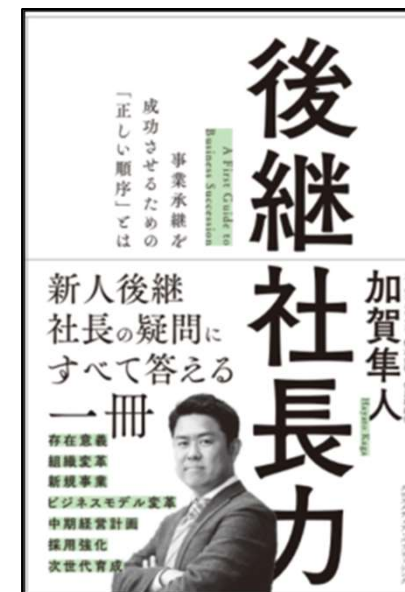 後継社長力
A First Guide to
Business Succession
事業承継を
成功させるための
「正しい順序」とは
加賀隼人
Hayato Kaga
新人後継
社長の疑問に
すべて答える
一冊
存在意義
組織変革
新規事業
ビジネスモデル変革
中期経営計画
採用強化
次世代育成